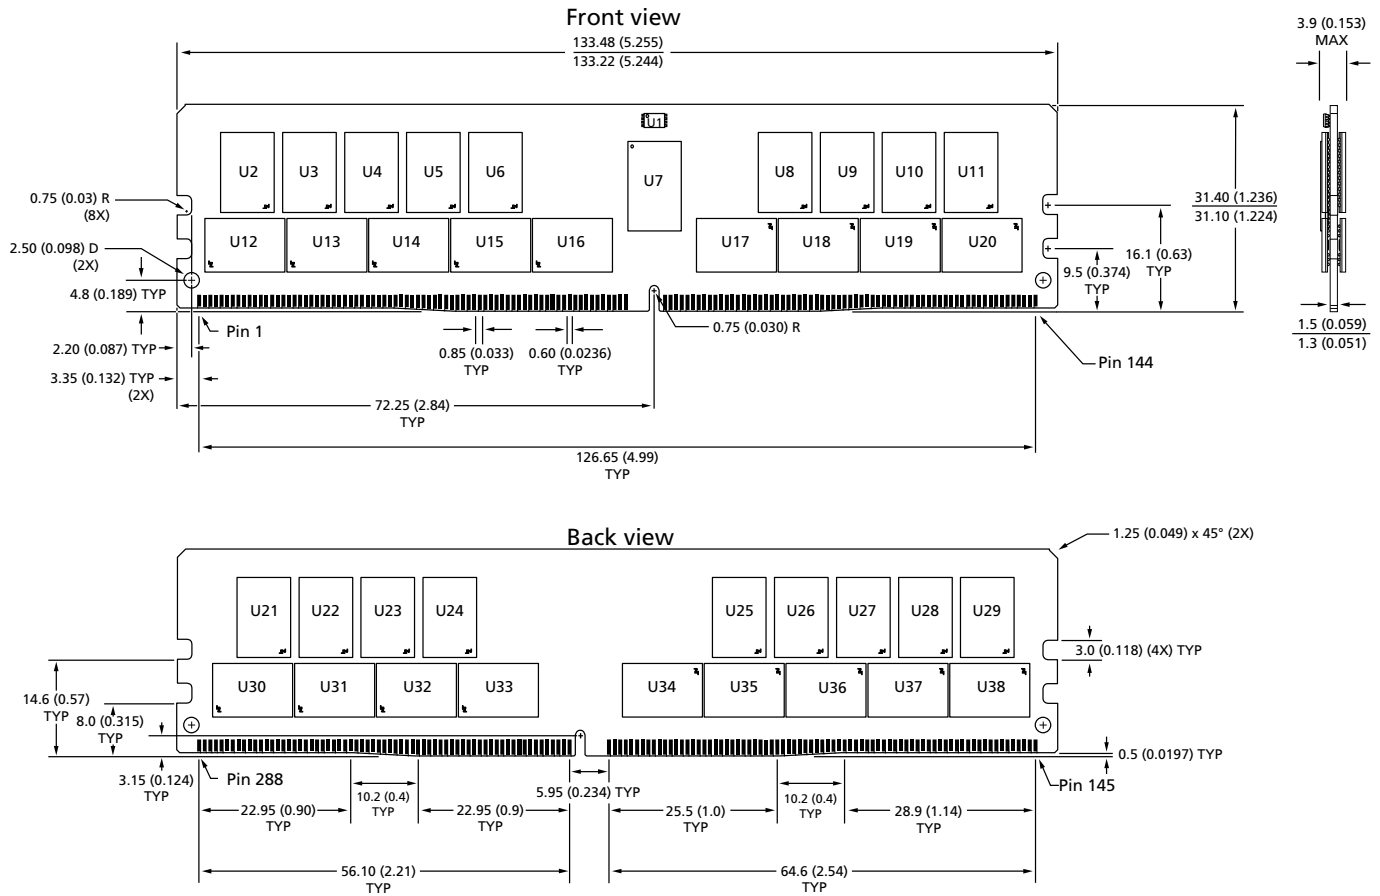 Front view
133.48 (5.255)
133.22 (5.244)
3.9 (0.153)
MAX
U1
U2
U3
U4
U5
U6
U7
U8
U9
U10
U11
0.75 (0.03) R
(8X)
U12
U13
U14
U15
U16
U17
U18
U19
U20
31.40 (1.236)
31.10 (1.224)
2.50 (0.098) D
(2X)
16.1 (0.63)
TYP
9.5 (0.374)
TYP
4.8 (0.189) TYP
Pin 1
0.75 (0.030) R
1.5 (0.059)
1.3 (0.051)
2.20 (0.087) TYP
0.85 (0.033)
TYP
0.60 (0.0236)
TYP
Pin 144
3.35 (0.132) TYP
(2X)
72.25 (2.84)
TYP
126.65 (4.99)
TYP
Back view
1.25 (0.049) x 45° (2X)
U21
U22
U23
U24
U25
U26
U27
U28
U29
3.0 (0.118) (4X) TYP
U30
U31
U32
U33
U34
U35
U36
U37
U38
14.6 (0.57)
TYP
8.0 (0.315)
TYP
0.5 (0.0197) TYP
3.15 (0.124)
TYP
Pin 288
5.95 (0.234) TYP
Pin 145
22.95 (0.90)
TYP
10.2 (0.4)
TYP
22.95 (0.9)
TYP
25.5 (1.0)
TYP
10.2 (0.4)
TYP
28.9 (1.14)
TYP
56.10 (2.21)
TYP
64.6 (2.54)
TYP